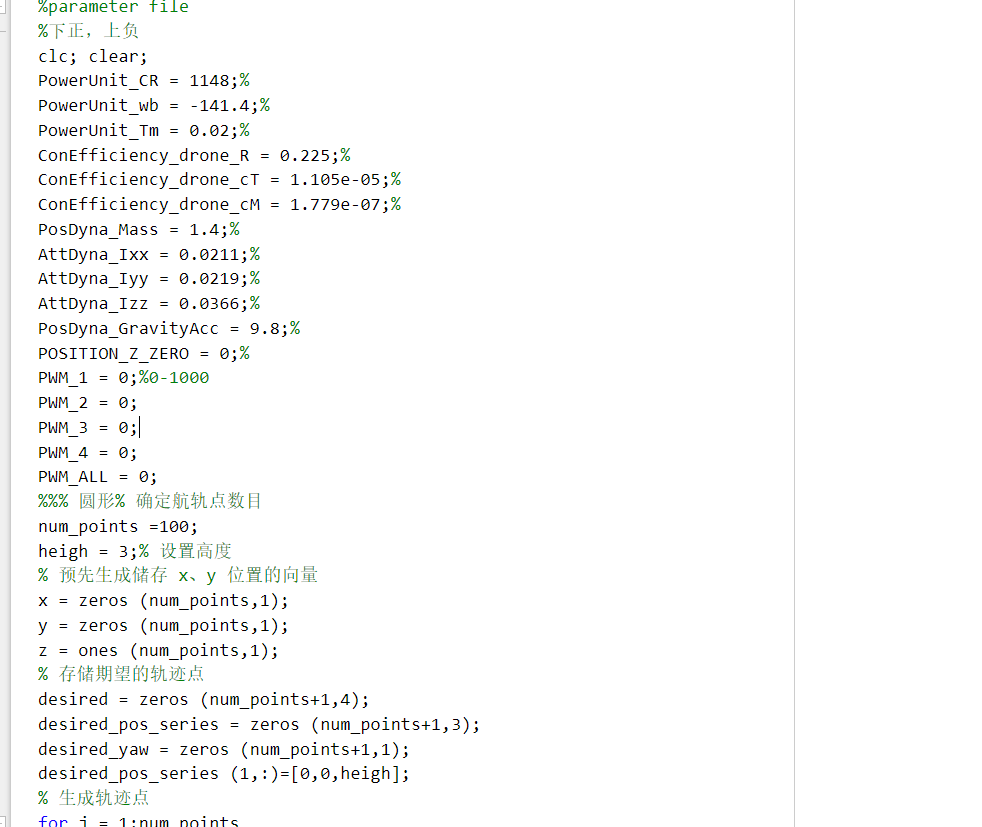 %parameter file
%下正，上负
clc; clear;
PowerUnit_CR = 1148;%
PowerUnit_wb = -141.4;%
PowerUnit_Tm = 0.02;%
ConEfficiency_drone_R = 0.225;%
ConEfficiency_drone_cT = 1.105e-05;%
ConEfficiency_drone_cM = 1.779e-07;%
PosDyna_Mass = 1.4;%
AttDyna_Ixx = 0.0211;%
AttDyna_Iyy = 0.0219;%
AttDyna_Izz = 0.0366;%
PosDyna_GravityAcc = 9.8;%
POSITION_Z_ZERO = 0;%
PWM_1 = 0;%0-1000
PWM_2 = 0;
PWM_3 = 0;
PWM_4 = 0;
PWM_ALL = 0;
%%% 圆形% 确定航轨点数目
num_points =100;
heigh = 3;% 设置高度
% 预先生成储存 x、y 位置的向量
x = zeros (num_points,1);
y = zeros (num_points,1);
z = ones (num_points,1);
% 存储期望的轨迹点
desired = zeros (num_points+1,4);
desired_pos_series = zeros (num_points+1,3);
desired_yaw = zeros (num_points+1,1);
desired_pos_series (1,:)=[0,0,heigh];
% 生成轨迹点
for i = 1:num_points